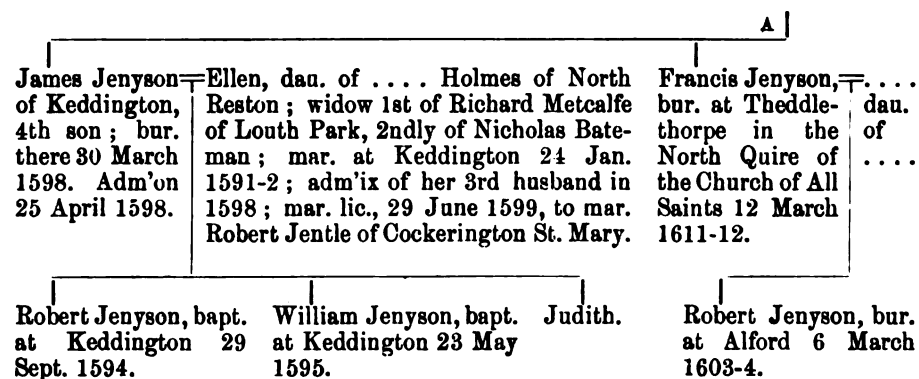 A
James Jenyson=
of Keddington,
4th son ; bur.
there 30 March
1598. Adm'on
25 April 1598.
Ellen, dau. of .... Holmes of North
Reston ; widow 1st of Richard Metcalfe
of Louth Park, 2ndly of Nicholas Bate-
man ; mar. at Keddington 24 Jan.
1591-2 ; adm'ix of her 3rd husband in
1598 ; mar. lic., 29 June 1599, to mar.
Robert Jentle of Cockerington St. Mary.
Francis Jenyson,=
bur. at Theddle-
thorpe in the
North Quire of
the Church of All
Saints 12 March
1611-12.
....
dau.
of
....
Robert Jenyson, bapt.
at Keddington 29
Sept. 1594.
William Jenyson, bapt.
at Keddington 23 May
1595.
Judith.
Robert Jenyson, bur.
at Alford 6 March
1603-4.